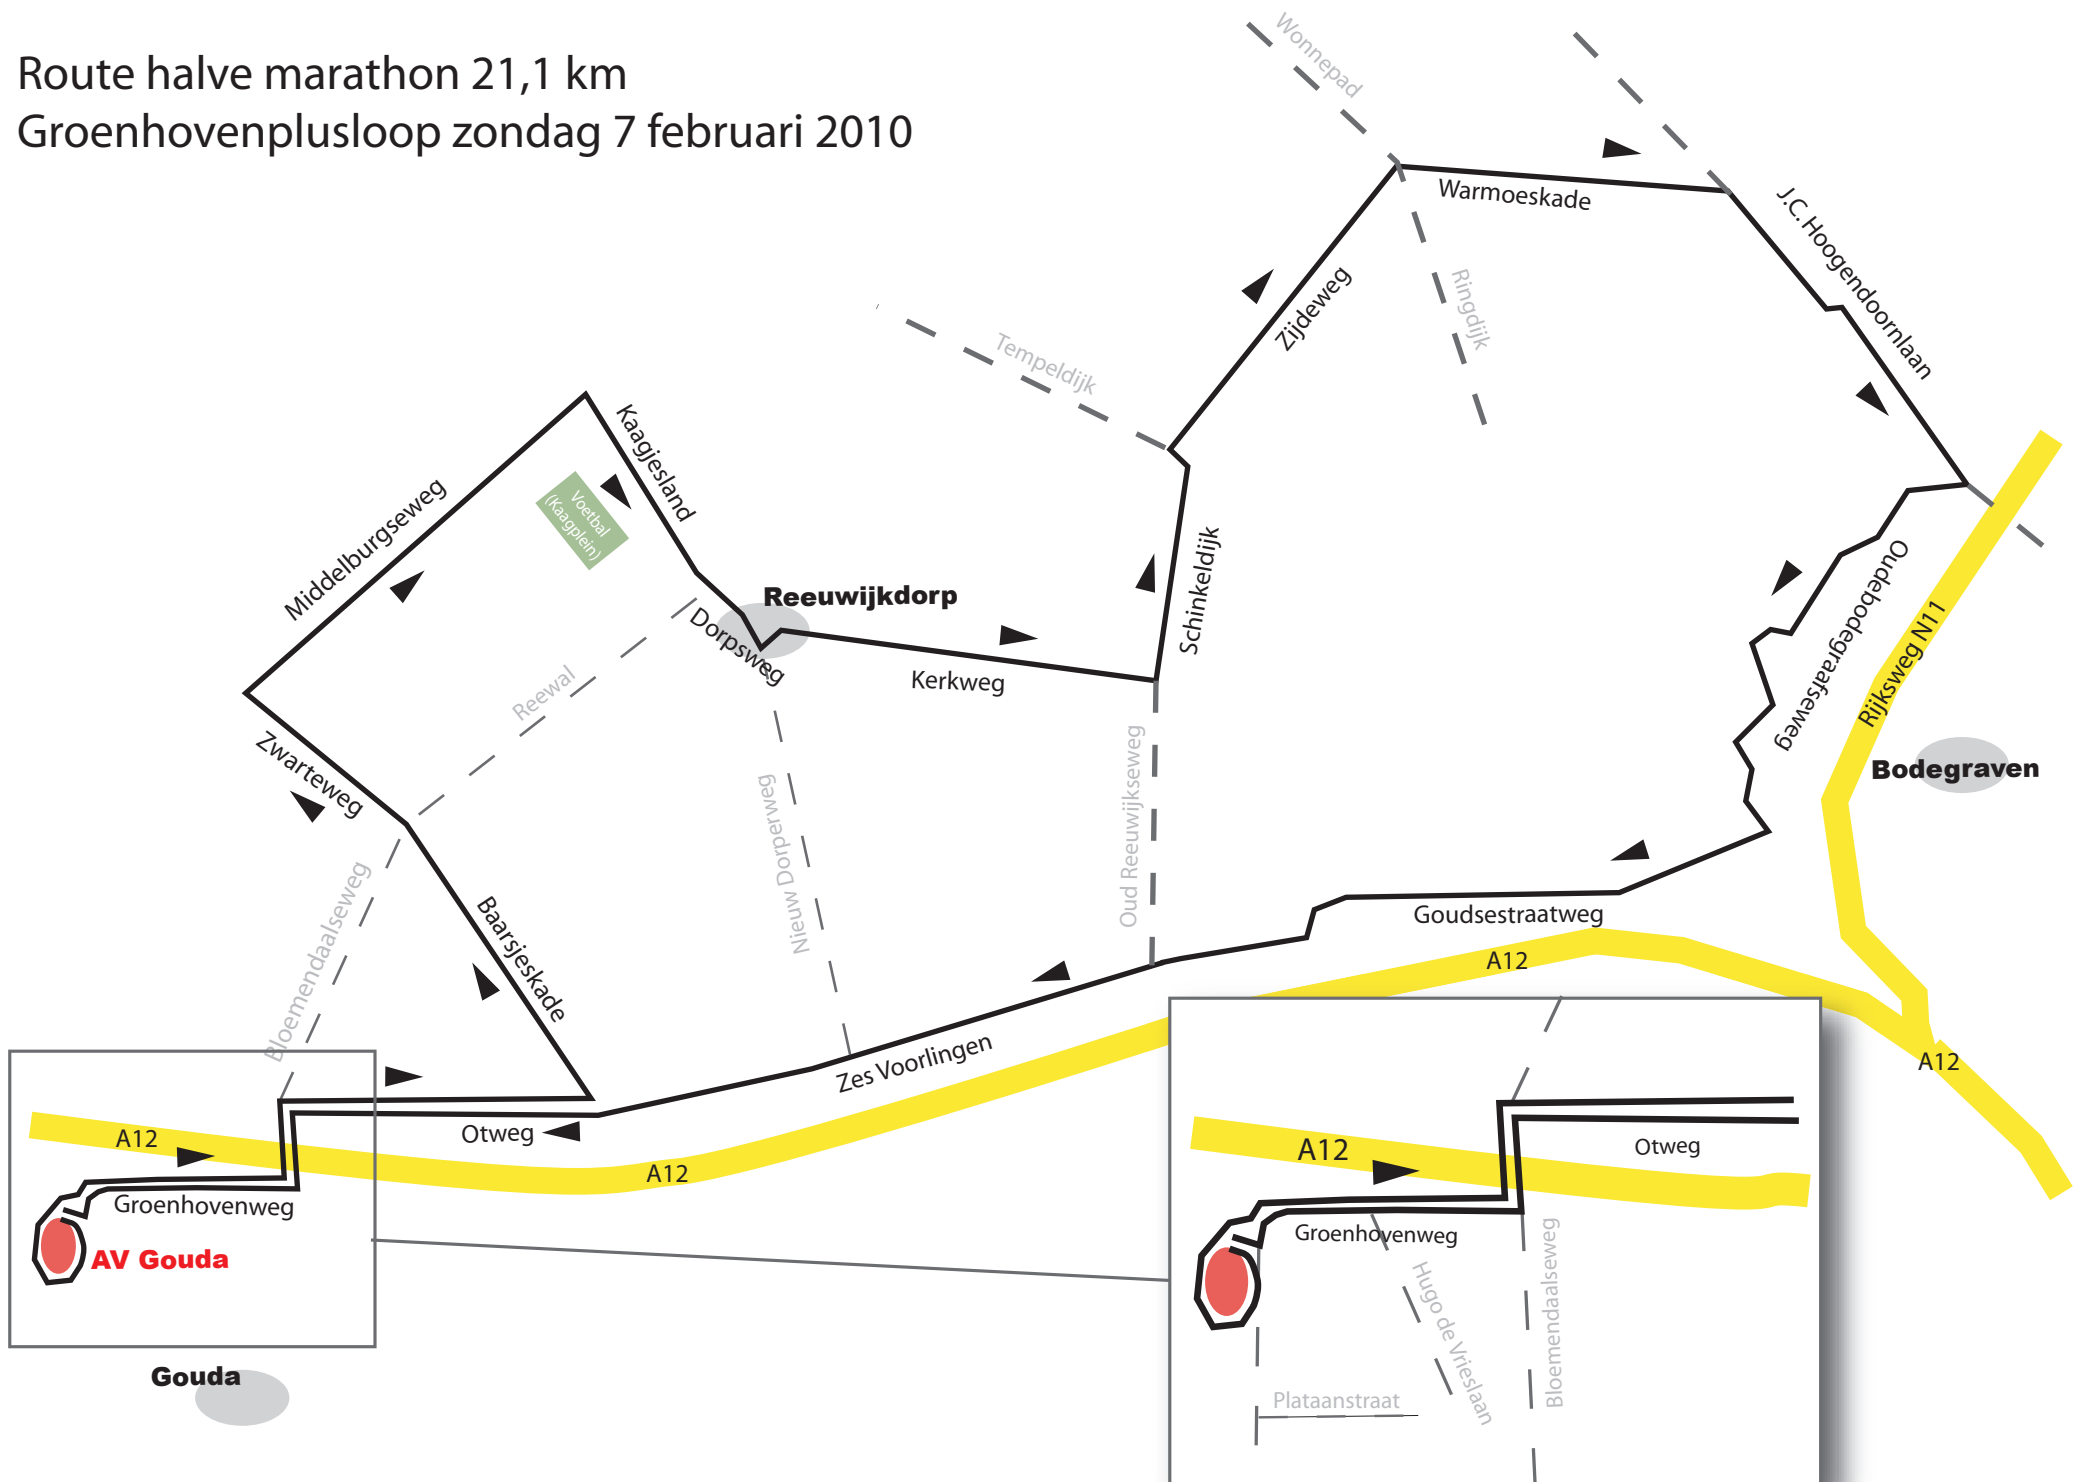 Route halve marathon 21,1 km
Groenhovenplusloop zondag 7 februari 2010
Wonnepad
Warmoeskade
J.C. Hoogendoornlaan
Ringdijk
Zijdeweg
Tempeldijk
Kaagjesland
Voetbal
(Kaagplein)
Middelburgseweg
Schinkeldijk
Oudebodegraafseweg
Reeuwijkdorp
Dorpsweg
Kerkweg
Rijksweg N11
Reewal
Zwarteweg
Bodegraven
Nieuw Dorperweg
Oud Reeuwijkseweg
Bloemendaalseweg
Baarsjeskade
Goudsestraatweg
A12
Zes Voorlingen
A12
A12
Otweg
A12
Groenhovenweg
AV Gouda
Gouda
A12
Otweg
Groenhovenweg
Hugo de Vrieslaan
Bloemendaalseweg
Plataanstraat